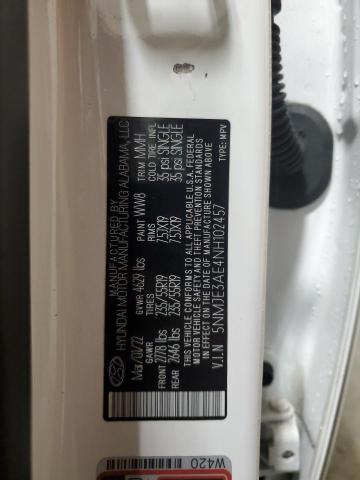 HYUNDAI
MANUFACTURED BY
HYUNDAI MOTOR MANUFACTURING ALABAMA, LLC
Mar/01/22 GVWR 4629 lbs PAINT WW8 TRIM MMH
GAWR TIRES RIMS COLD TIRE INFL
FRONT 2778 lbs 235/55R19 7.5JX19 35 psi SINGLE
REAR 2646 lbs 235/55R19 7.5JX19 35 psi SINGLE
THIS VEHICLE CONFORMS TO ALL APPLICABLE U.S.A. FEDERAL
MOTOR VEHICLE SAFETY AND THEFT PREVENTION STANDARDS
IN EFFECT ON THE DATE OF MANUFACTURE SHOWN ABOVE
V.I.N 5NMJE3AE4NH102457
TYPE: MPV
W420